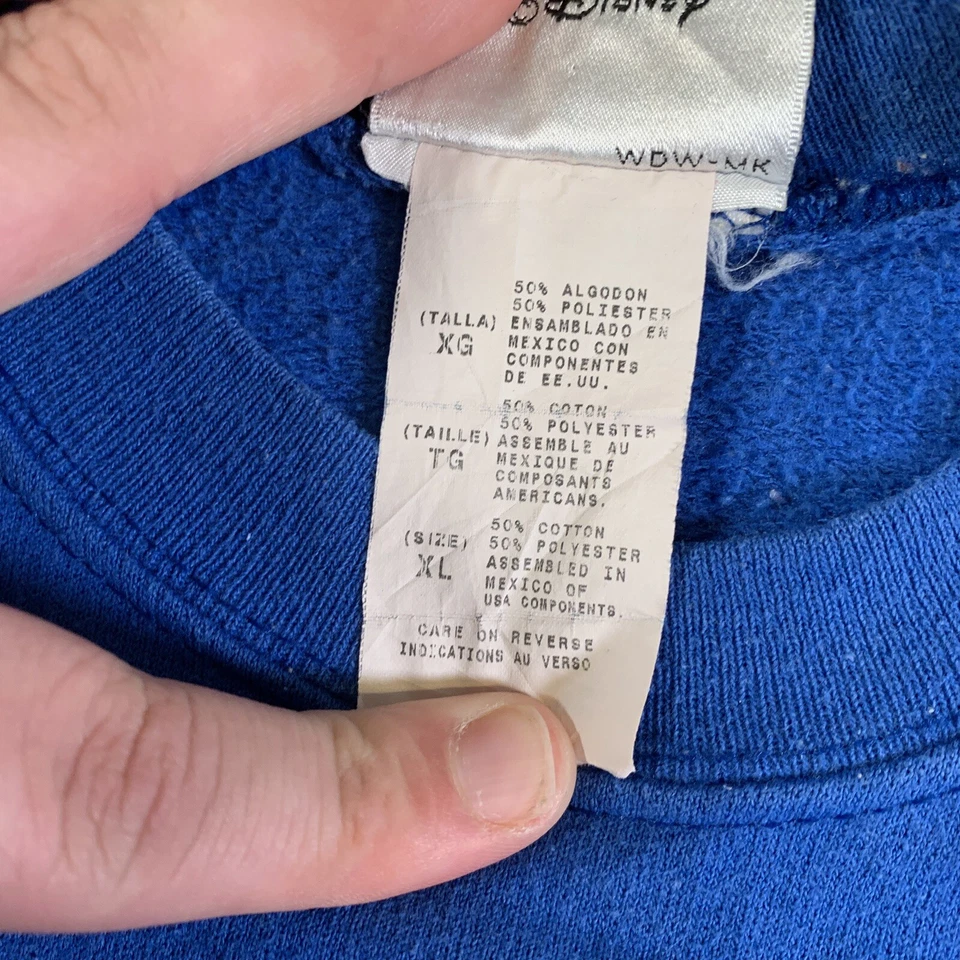 © Disney
WDW-MK
50% ALGODON
50% POLIESTER
(TALLA) ENSAMBLADO EN
XG MEXICO CON
COMPONENTES
DE EE.UU.
50% COTON
50% POLYESTER
(TAILLE) ASSEMBLE AU
TG MEXIQUE DE
COMPOSANTS
AMERICANS.
50% COTTON
(SIZE) 50% POLYESTER
XL ASSEMBLED IN
MEXICO OF
USA COMPONENTS.
CARE ON REVERSE
INDICATIONS AU VERSO